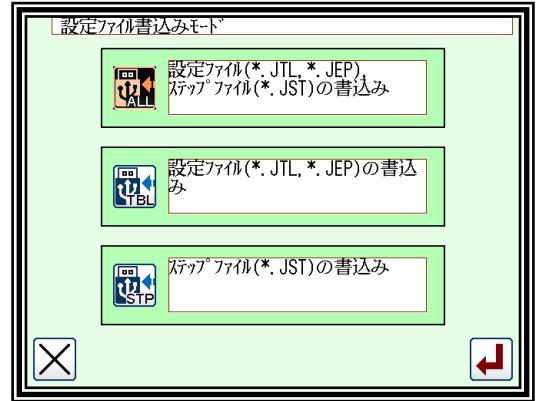 設定ﾌｧｲﾙ書込みﾓｰﾄﾞ
設定ﾌｧｲﾙ(*.JTL,*.JEP),
ｽﾃｯﾌﾟﾌｧｲﾙ(*.JST)の書込み
ALL
設定ﾌｧｲﾙ(*.JTL,*.JEP)の書込
み
TBL
ｽﾃｯﾌﾟﾌｧｲﾙ(*.JST)の書込み
STP